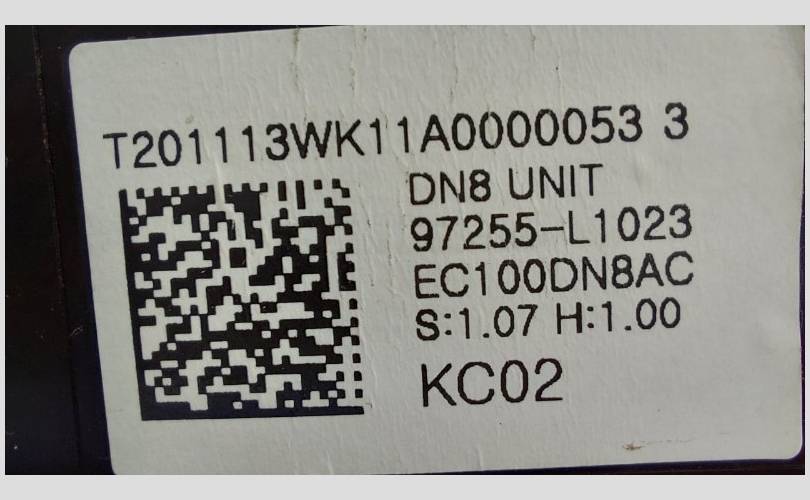 T201113WK11A0000053 3
DN8 UNIT
97255-L1023
EC100DN8AC
S:1.07 H:1.00
KC02